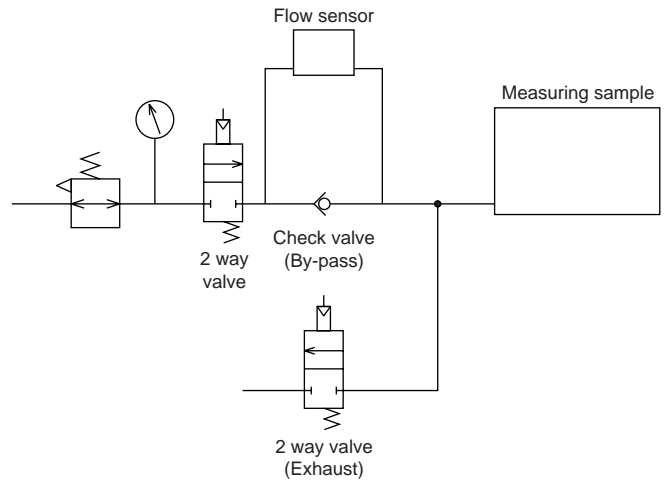 Flow sensor
Measuring sample
2 way
valve
Check valve
(By-pass)
2 way valve
(Exhaust)